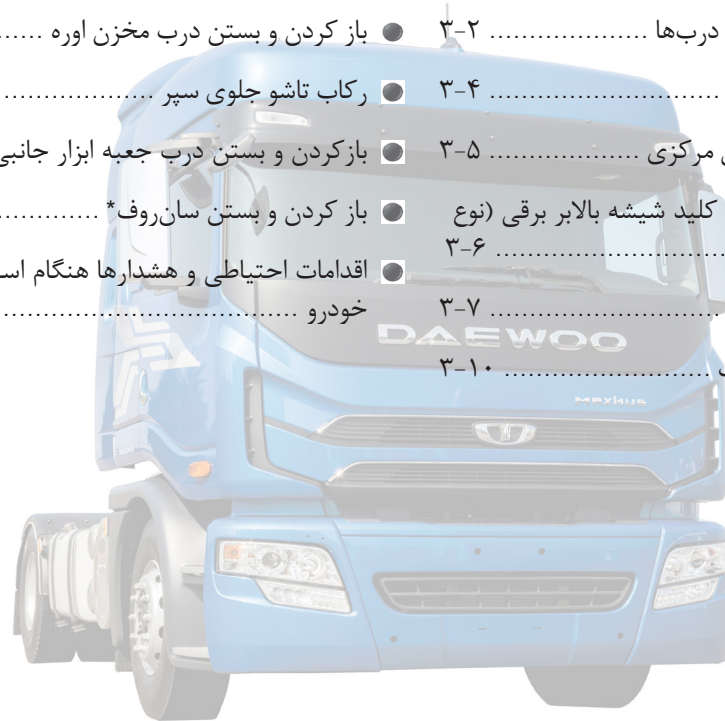 درب‌ها .................... ۳-۲
............................ ۳-۴
مرکزی ................... ۳-۵
کلید شیشه بالابر برقی (نوع
............................. ۳-۶
............................. ۳-۷
.......................... ۳-۱۰
باز کردن و بستن درب مخزن اوره ......
رکاب تاشو جلوی سپر ...................
بازکردن و بستن درب جعبه ابزار جانبی
باز کردن و بستن سان‌روف* .............
اقدامات احتیاطی و هشدارها هنگام
خودرو ..................................
DAEWOO
MAXIMUS